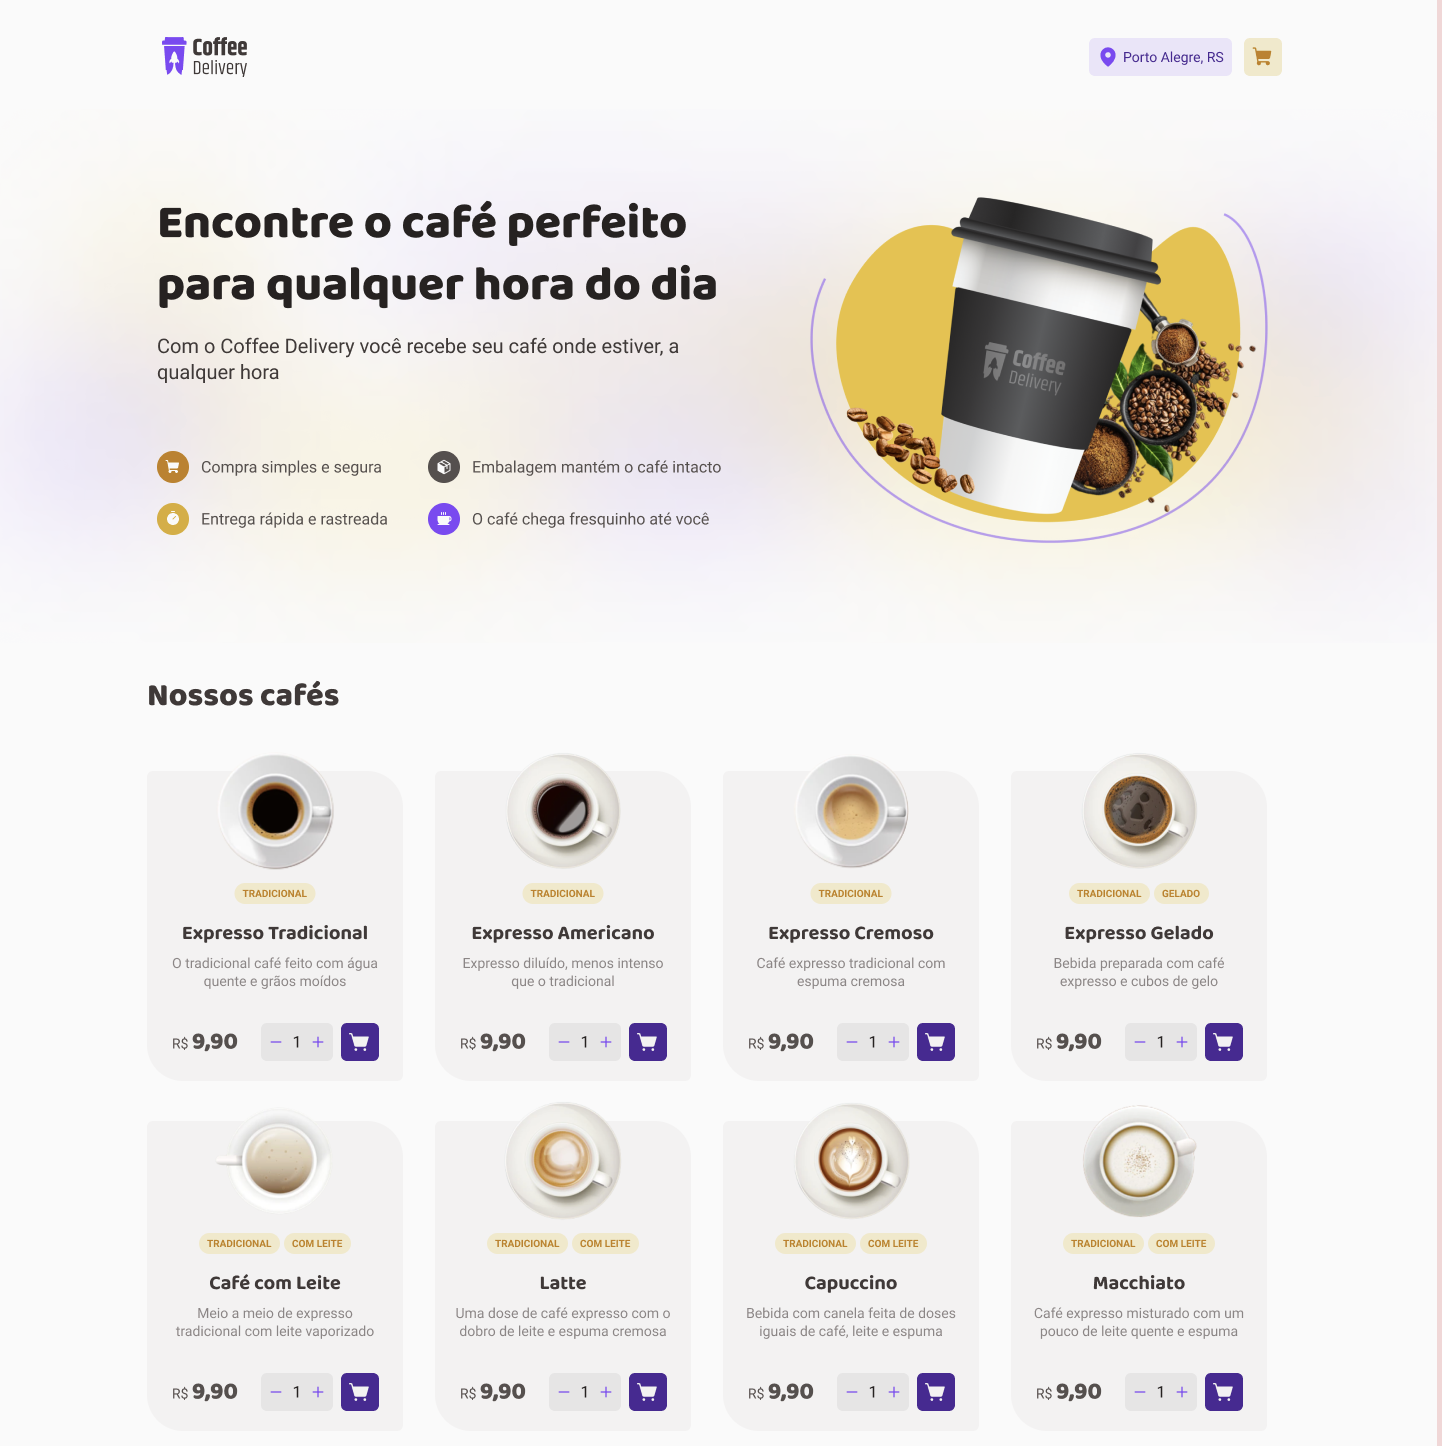 Coffee
Delivery
Porto Alegre, RS
Encontre o café perfeito
para qualquer hora do dia
Com o Coffee Delivery você recebe seu café onde estiver, a
qualquer hora
Coffee
Delivery
Compra simples e segura
Embalagem mantém o café intacto
Entrega rápida e rastreada
O café chega fresquinho até você
Nossos cafés
TRADICIONAL
Expresso Tradicional
O tradicional café feito com água
quente e grãos moídos
R$ 9,90
1
TRADICIONAL
Expresso Americano
Expresso diluído, menos intenso
que o tradicional
R$ 9,90
1
TRADICIONAL
Expresso Cremoso
Café expresso tradicional com
espuma cremosa
R$ 9,90
1
TRADICIONAL GELADO
Expresso Gelado
Bebida preparada com café
expresso e cubos de gelo
R$ 9,90
1
TRADICIONAL COM LEITE
Café com Leite
Meio a meio de expresso
tradicional com leite vaporizado
R$ 9,90
1
TRADICIONAL COM LEITE
Latte
Uma dose de café expresso com o
dobro de leite e espuma cremosa
R$ 9,90
1
TRADICIONAL COM LEITE
Capuccino
Bebida com canela feita de doses
iguais de café, leite e espuma
R$ 9,90
1
TRADICIONAL COM LEITE
Macchiato
Café expresso misturado com um
pouco de leite quente e espuma
R$ 9,90
1